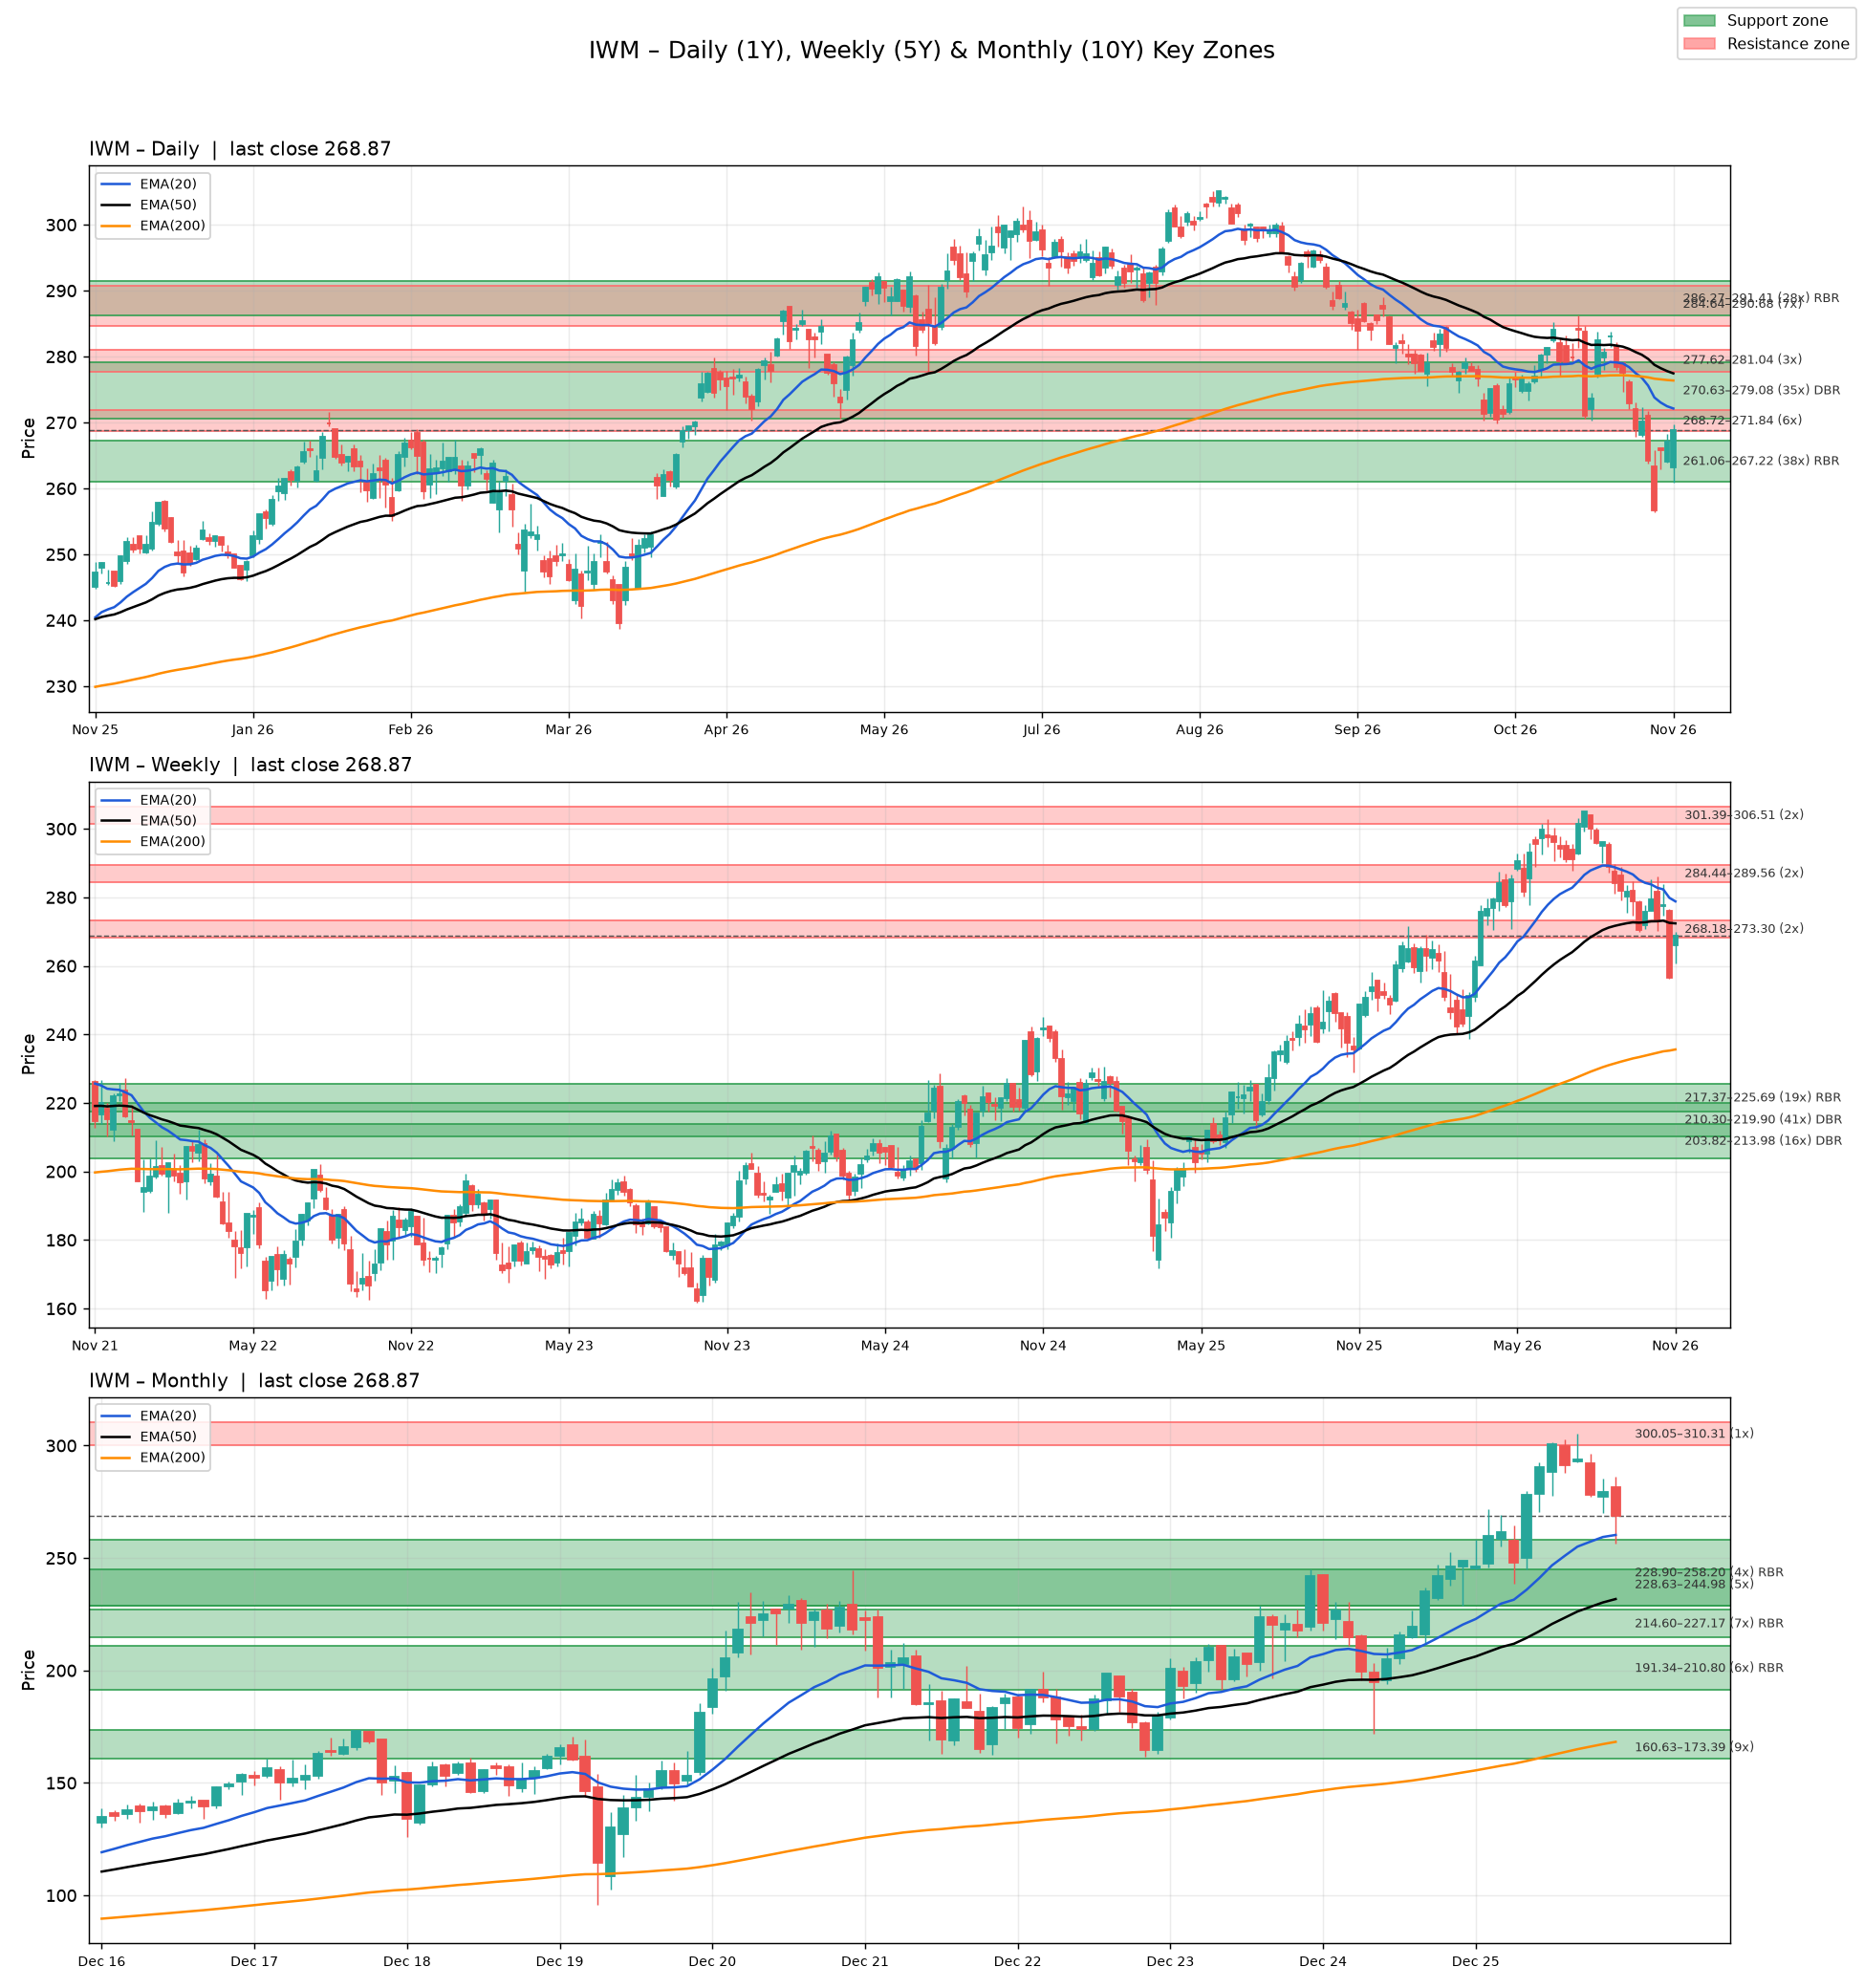 IWM – Daily (1Y), Weekly (5Y) & Monthly (10Y) Key Zones
Support zone
Resistance zone
IWM – Daily | last close 268.87
EMA(20)
EMA(50)
EMA(200)
Price
300
290
280
270
260
250
240
230
286.27–291.41 (28x) RBR
284.64–290.68 (7x)
277.62–281.04 (3x)
270.63–279.08 (35x) DBR
268.72–271.84 (6x)
261.06–267.22 (38x) RBR
Nov 25
Jan 26
Feb 26
Mar 26
Apr 26
May 26
Jul 26
Aug 26
Sep 26
Oct 26
Nov 26
IWM – Weekly | last close 268.87
EMA(20)
EMA(50)
EMA(200)
Price
300
280
260
240
220
200
180
160
301.39–306.51 (2x)
284.44–289.56 (2x)
268.18–273.30 (2x)
217.37–225.69 (19x) RBR
210.30–219.90 (41x) DBR
203.82–213.98 (16x) DBR
Nov 21
May 22
Nov 22
May 23
Nov 23
May 24
Nov 24
May 25
Nov 25
May 26
Nov 26
IWM – Monthly | last close 268.87
EMA(20)
EMA(50)
EMA(200)
Price
300
250
200
150
100
300.05–310.31 (1x)
228.90–258.20 (4x) RBR
228.63–244.98 (5x)
214.60–227.17 (7x) RBR
191.34–210.80 (6x) RBR
160.63–173.39 (9x)
Dec 16
Dec 17
Dec 18
Dec 19
Dec 20
Dec 21
Dec 22
Dec 23
Dec 24
Dec 25